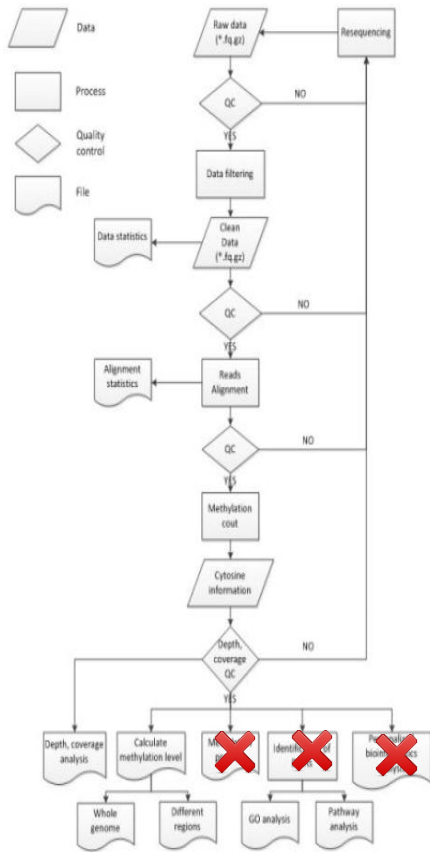 Data
Process
Quality
control
File
Raw data
(*.fq.gz)
Resequencing
QC
NO
YES
Data filtering
Data statistics
Clean
Data
(*.fq.gz)
QC
NO
YES
Alignment
statistics
Reads
Alignment
QC
NO
YES
Methylation
cout
Cytosine
information
Depth,
coverage
QC
NO
YES
Depth, coverage
analysis
Calculate
methylation level
of
Whole
genome
Different
regions
GO analysis
Pathway
analysis